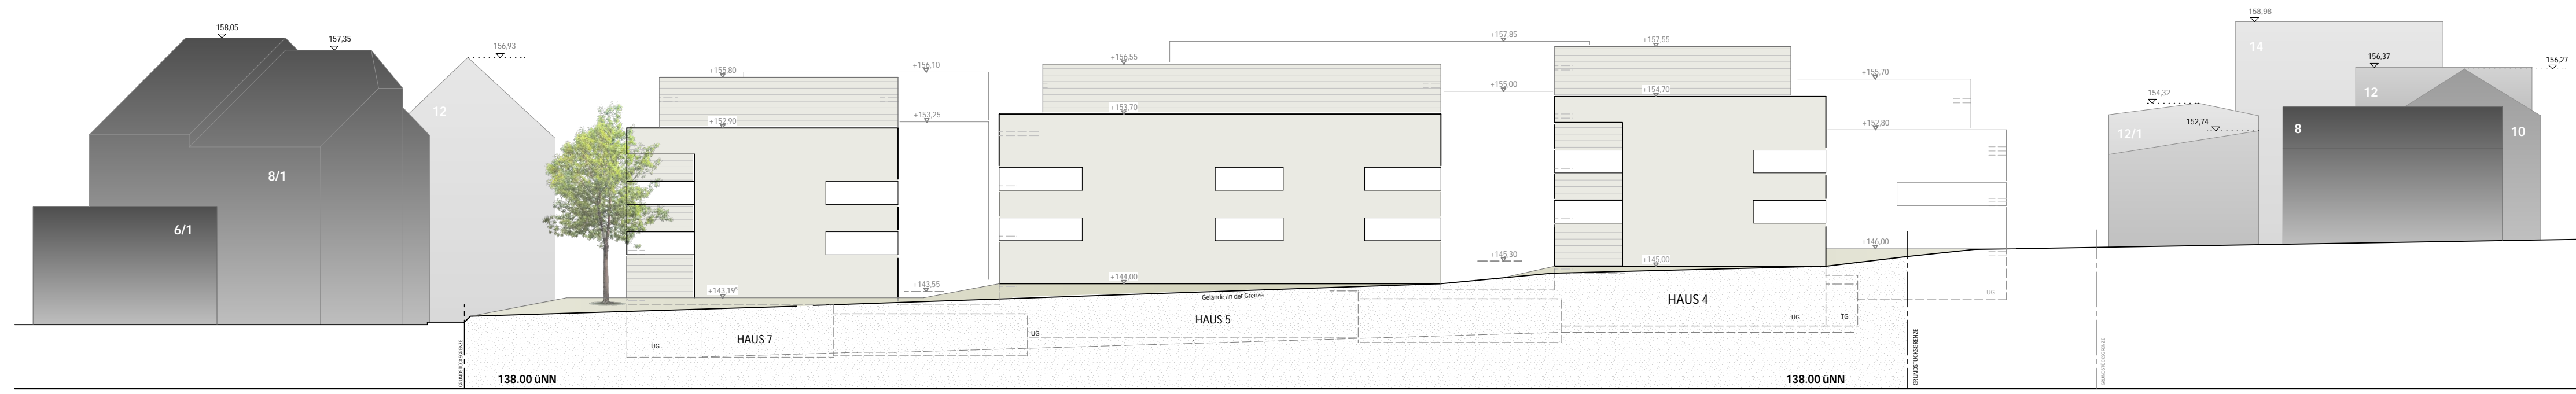 158,05
157,35
156,93
12
8/1
6/1
+155.80
+156.10
+152.90
+153.25
+143.19⁵
+143.55
+156.55
+153.70
+144.00
+157.85
+155.00
+145.30
+157.55
+154.70
+145.00
+155.70
+152.80
+146.00
158,98
14
156,37
156,27
12
154,32
152,74
12/1
8
10
Gelände an der Grenze
HAUS 7
HAUS 5
HAUS 4
UG
UG
UG
TG
UG
GRUNDSTÜCKSGRENZE
GRUNDSTÜCKSGRENZE
GRUNDSTÜCKSGRENZE
138.00 üNN
138.00 üNN